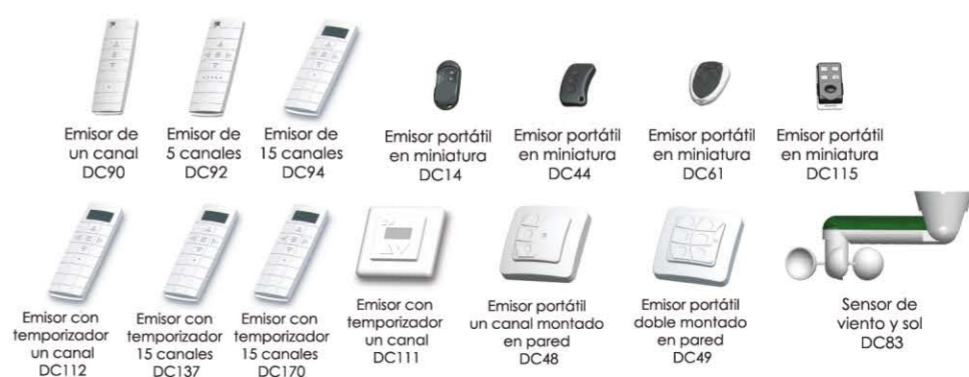 Emisor de
un canal
DC90
Emisor de
5 canales
DC92
Emisor de
15 canales
DC94
Emisor portátil
en miniatura
DC14
Emisor portátil
en miniatura
DC44
Emisor portátil
en miniatura
DC61
Emisor portátil
en miniatura
DC115
Emisor con
temporizador
un canal
DC112
Emisor con
temporizador
15 canales
DC137
Emisor con
temporizador
15 canales
DC170
Emisor con
temporizador
un canal
DC111
Emisor portátil
un canal montado
en pared
DC48
Emisor portátil
doble montado
en pared
DC49
Sensor de
viento y sol
DC83